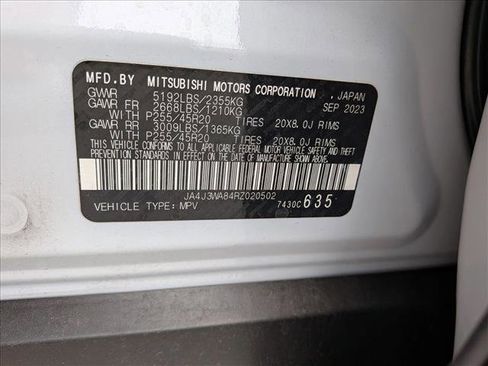 MFD.BY MITSUBISHI MOTORS CORPORATION, JAPAN
GVWR 5192LBS/2355KG SEP 2023
GAWR FR 2668LBS/1210KG
WITH P255/45R20 TIRES 20X8.0J RIMS
GAWR RR 3009LBS/1365KG
WITH P255/45R20 TIRES 20X8.0J RIMS
THIS VEHICLE CONFORMS TO ALL APPLICABLE FEDERAL
MOTOR VEHICLE SAFETY AND THEFT PREVENTION
STANDARDS IN EFFECT ON THE DATE OF
MANUFACTURE SHOWN ABOVE.
JA4J3WA84RZ020502
VEHICLE TYPE: MPV 7430C 635